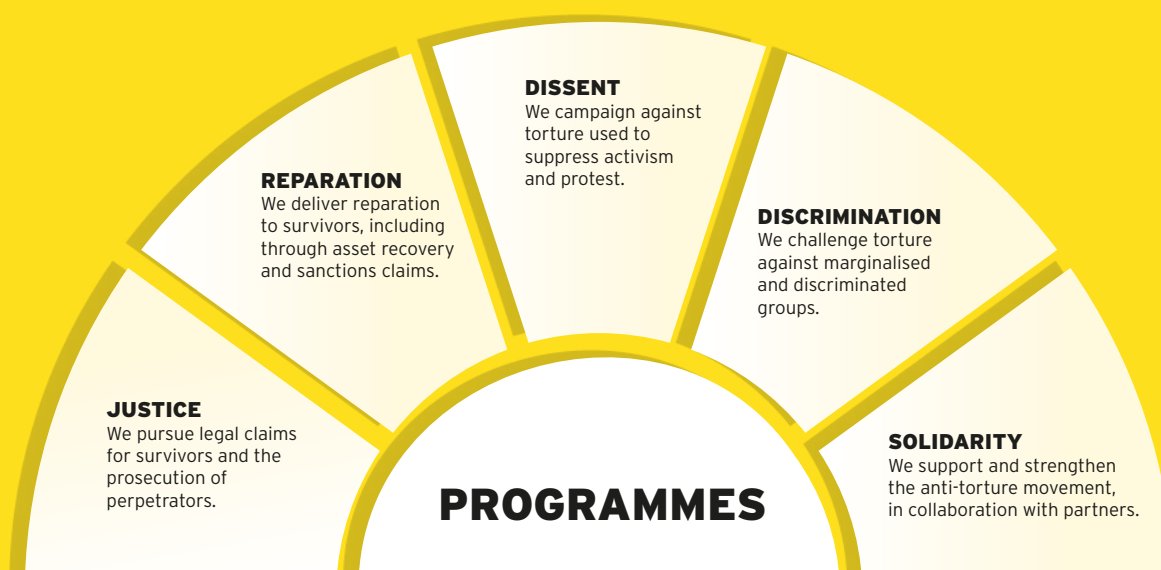 JUSTICE
We pursue legal claims
for survivors and the
prosecution of
perpetrators.
REPARATION
We deliver reparation
to survivors, including
through asset recovery
and sanctions claims.
DISSENT
We campaign against
torture used to
suppress activism
and protest.
DISCRIMINATION
We challenge torture
against marginalised
and discriminated
groups.
SOLIDARITY
We support and strengthen
the anti-torture movement,
in collaboration with partners.
PROGRAMMES